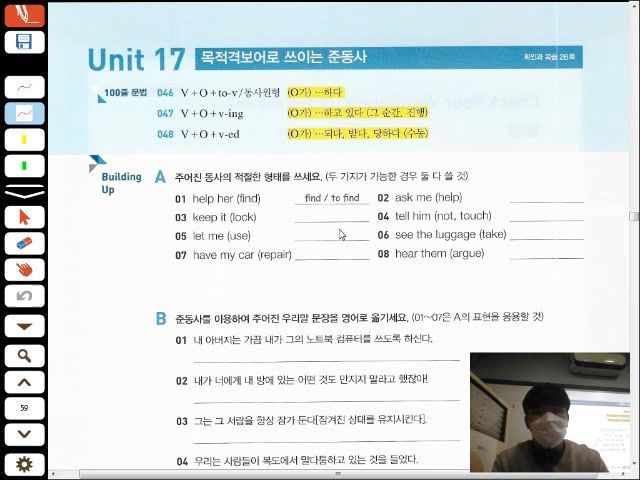 Unit 17 목적격보어로 쓰이는 준동사 확인과 복습 26쪽
100줄 문법 046 V+O+to-v/동사원형 (O가) …하다
047 V+O+v-ing (O가) …하고 있다 (그 순간, 진행)
048 V+O+v-ed (O가) …되다, 받다, 당하다 (수동)
Building Up
A 주어진 동사의 적절한 형태를 쓰세요. (두 가지가 가능한 경우 둘 다 쓸 것)
01 help her (find) find / to find 02 ask me (help)
03 keep it (lock) 04 tell him (not, touch)
05 let me (use) 06 see the luggage (take)
07 have my car (repair) 08 hear them (argue)
B 준동사를 이용하여 주어진 우리말 문장을 영어로 옮기세요. (01~07은 A의 표현을 응용할 것)
01 내 아버지는 가끔 내가 그의 노트북 컴퓨터를 쓰도록 하신다.
02 내가 너에게 내 방에 있는 어떤 것도 만지지 말라고 했잖아!
03 그는 그 서랍을 항상 잠가 둔다[잠겨진 상태를 유지시킨다].
04 우리는 사람들이 복도에서 말다툼하고 있는 것을 들었다.
59